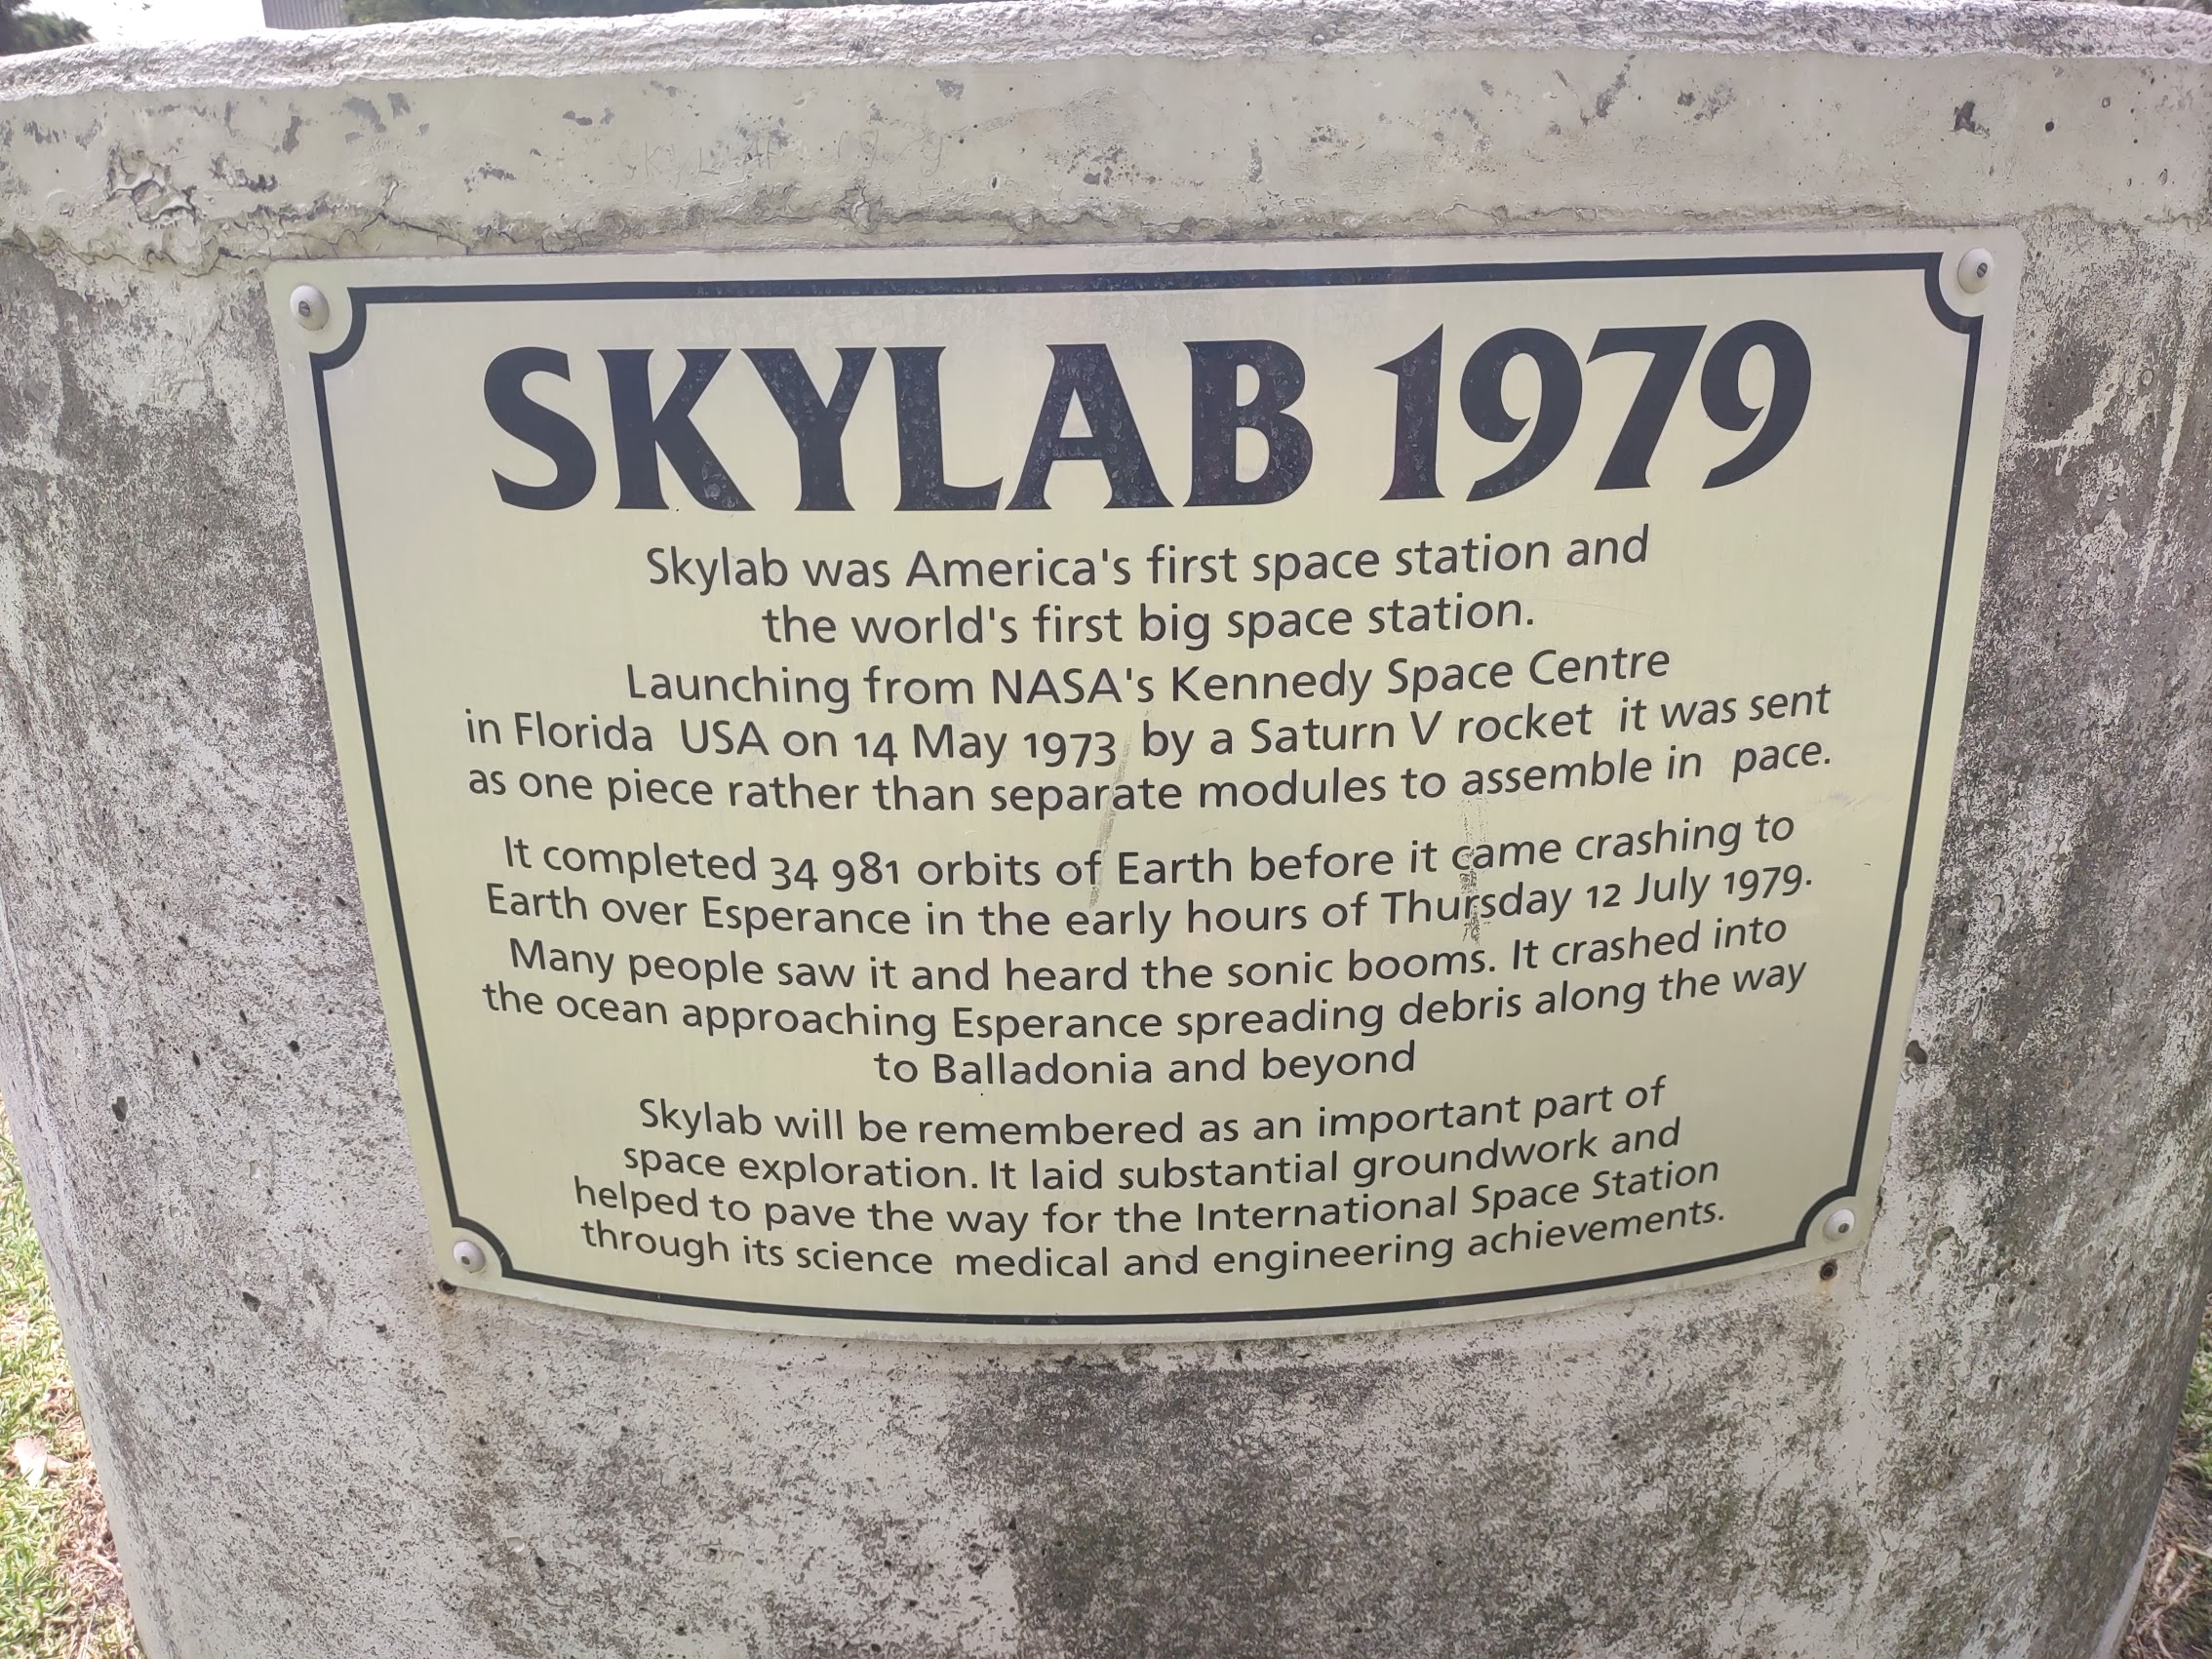 SKYLAB 1979
Skylab was America's first space station and
the world's first big space station.
Launching from NASA's Kennedy Space Centre
in Florida USA on 14 May 1973 by a Saturn V rocket it was sent
as one piece rather than separate modules to assemble in pace.
It completed 34 981 orbits of Earth before it came crashing to
Earth over Esperance in the early hours of Thursday 12 July 1979.
Many people saw it and heard the sonic booms. It crashed into
the ocean approaching Esperance spreading debris along the way
to Balladonia and beyond
Skylab will be remembered as an important part of
space exploration. It laid substantial groundwork and
helped to pave the way for the International Space Station
through its science medical and engineering achievements.